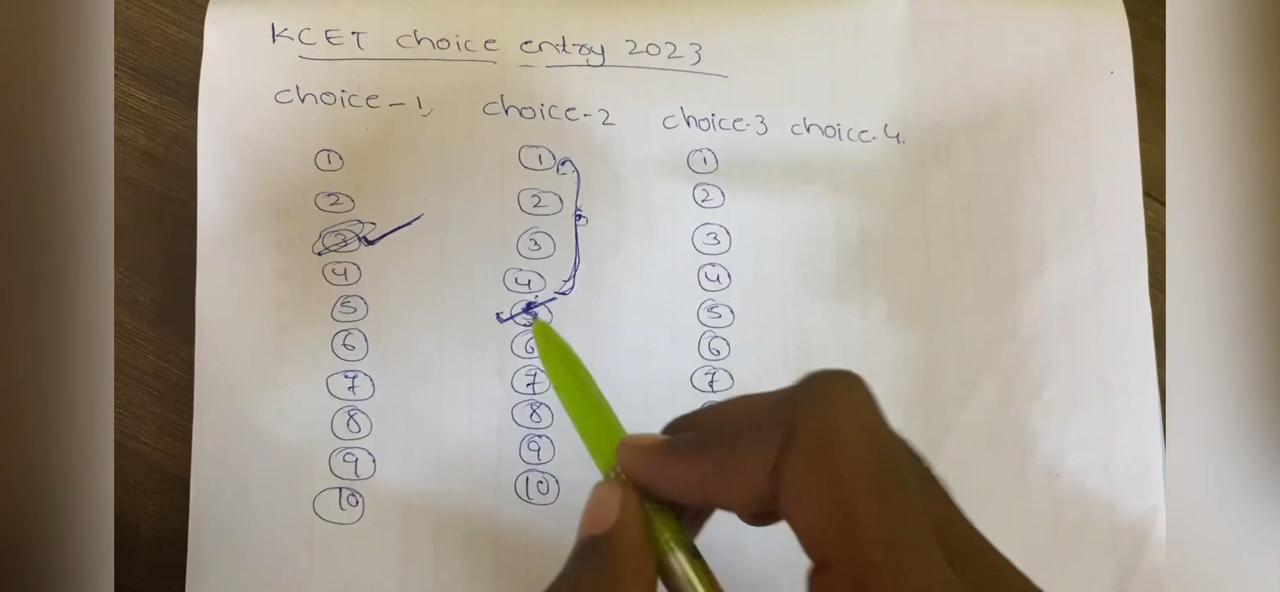 KCET choice entry 2023
choice-1 choice-2 choice-3 choice-4.
① ① ①
② ② ②
③ ③ ③
④ ④ ④
⑤ ⑤ ⑤
⑥ ⑥ ⑥
⑦ ⑦ ⑦
⑧ ⑧
⑨ ⑨
⑩ ⑩